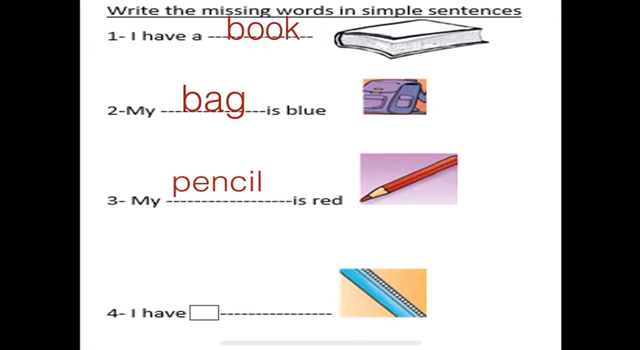 Write the missing words in simple sentences
1- I have a ---book---
2-My ---bag---is blue
3- My pencil ------------------is red
4- I have ----------------